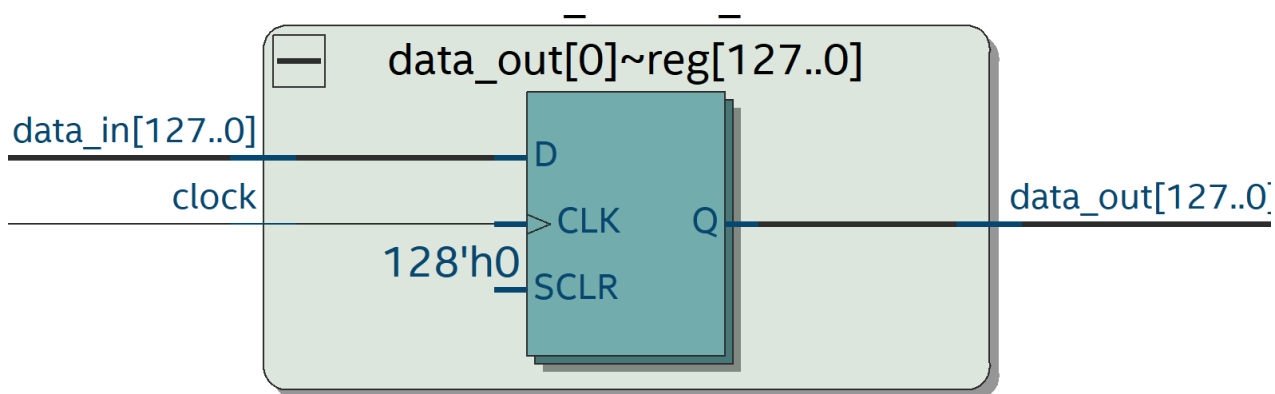 data_out[0]~reg[127..0]
data_in[127..0]
D
clock
CLK
Q
data_out[127..0]
128'h0
SCLR